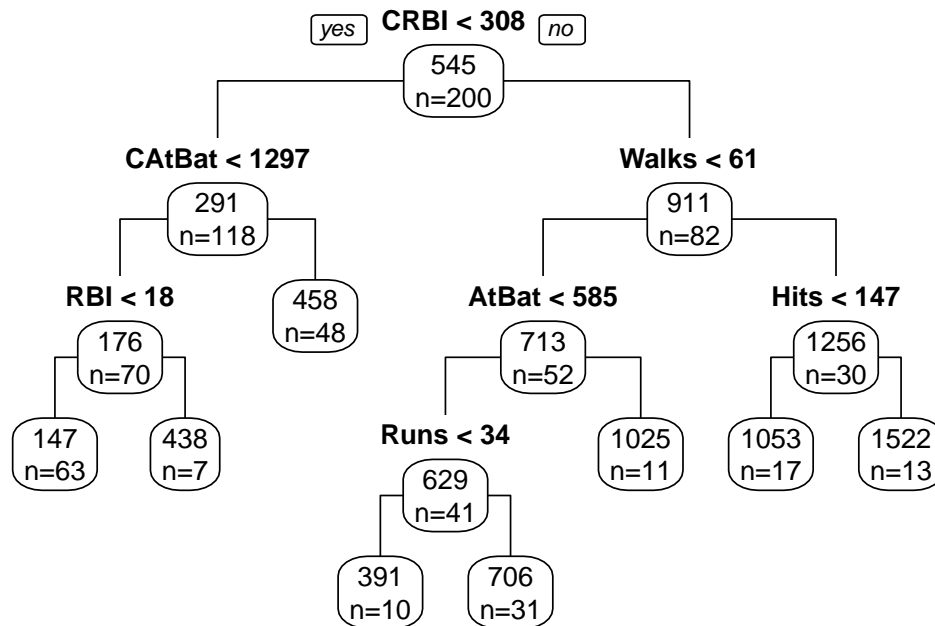 yes CRBI < 308 no
545
n=200
CAtBat < 1297 Walks < 61
291 911
n=118 n=82
RBI < 18 458 AtBat < 585 Hits < 147
n=48
176 713 1256
n=70 n=52 n=30
147 438 Runs < 34 1025 1053 1522
n=63 n=7 n=11 n=17 n=13
629
n=41
391 706
n=10 n=31